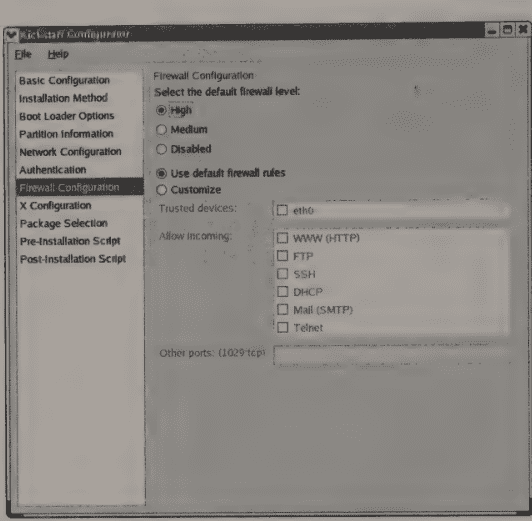 Kickstart Configurator
File Help
Basic Configuration
Installation Method
Boot Loader Options
Partition Information
Network Configuration
Authentication
Firewall Configuration
X Configuration
Package Selection
Pre-Installation Script
Post-Installation Script
Firewall Configuration
Select the default firewall level:
High
Medium
Disabled
Use default firewall rules
Customize
Trusted devices:
eth0
Allow incoming:
WWW (HTTP)
FTP
SSH
DHCP
Mail (SMTP)
Telnet
Other ports: (1029:tcp)